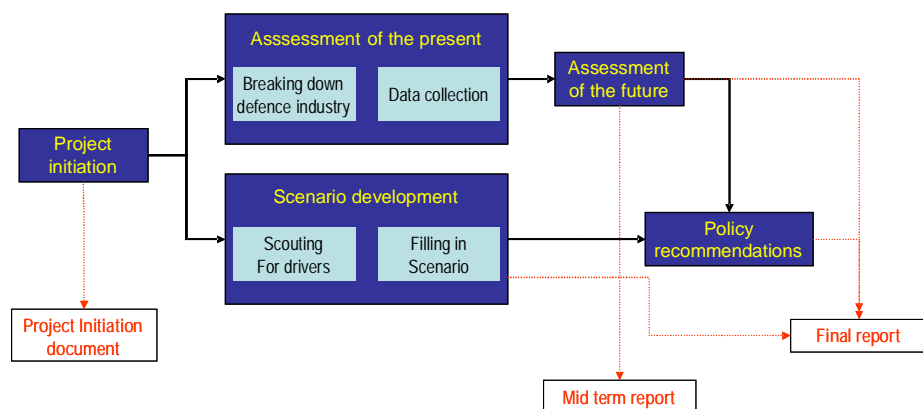 Asssessment of the present
Breaking down
defence industry
Data collection
Assessment
of the future
Project
initiation
Scenario development
Scouting
For drivers
Filling in
Scenario
Policy
recommendations
Project Initiation
document
Final report
Mid term report